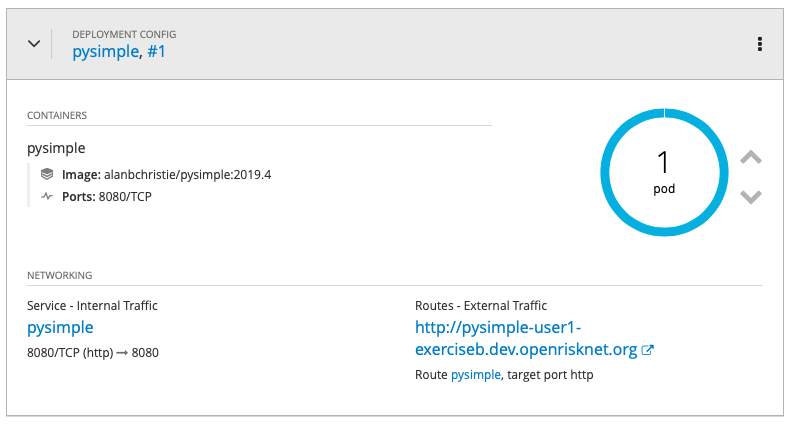 DEPLOYMENT CONFIG
pysimple, #1
CONTAINERS
pysimple
Image: alanbchristie/pysimple:2019.4
Ports: 8080/TCP
1
pod
NETWORKING
Service - Internal Traffic
pysimple
8080/TCP (http) → 8080
Routes - External Traffic
http://pysimple-user1-
exerciseb.dev.openrisknet.org
Route pysimple, target port http